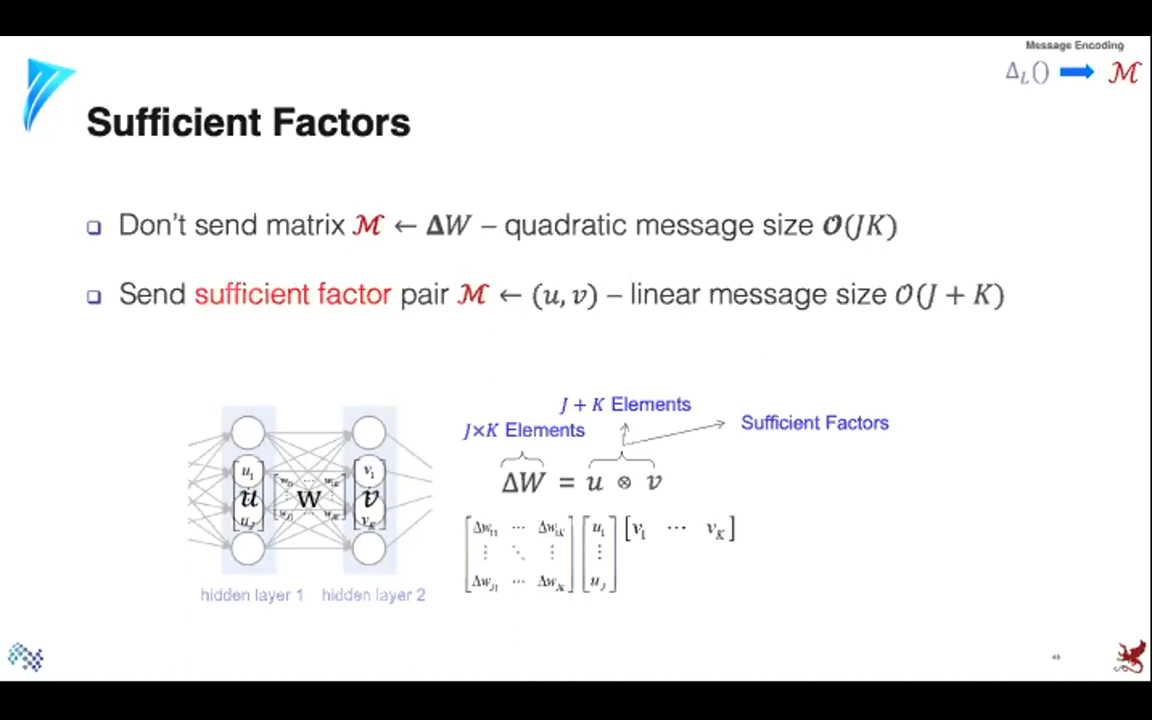 Message Encoding
Δ_L() → ℳ
Sufficient Factors
Don't send matrix ℳ ← ΔW – quadratic message size 𝒪(JK)
Send sufficient factor pair ℳ ← (u, v) – linear message size 𝒪(J + K)
J + K Elements
J×K Elements
Sufficient Factors
ΔW = u ⊗ v
u₁ v₁
u W v
u_J v_K
Δw₁₁ ⋯ Δw₁K u₁ [v₁ ⋯ v_K]
⋮ ⋱ ⋮ ⋮
Δw_J₁ ⋯ u_J
hidden layer 1 hidden layer 2